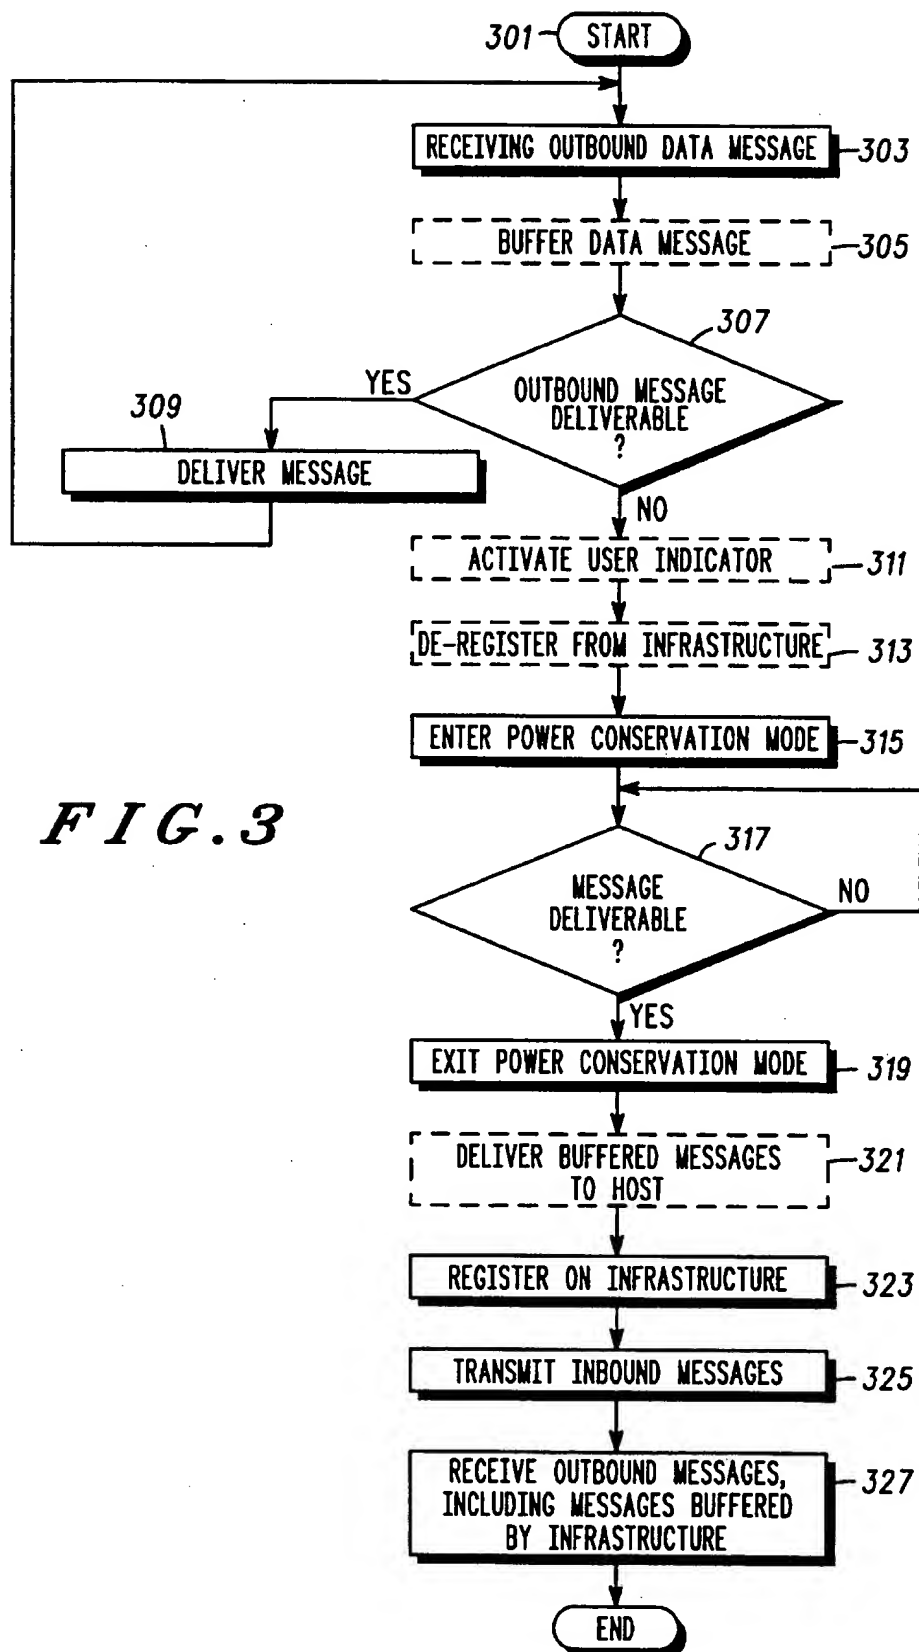 301
START
RECEIVING OUTBOUND DATA MESSAGE
303
BUFFER DATA MESSAGE
305
307
YES
OUTBOUND MESSAGE
DELIVERABLE
?
309
DELIVER MESSAGE
NO
ACTIVATE USER INDICATOR
311
DE-REGISTER FROM INFRASTRUCTURE
313
ENTER POWER CONSERVATION MODE
315
FIG.3
317
MESSAGE
DELIVERABLE
?
NO
YES
EXIT POWER CONSERVATION MODE
319
DELIVER BUFFERED MESSAGES
TO HOST
321
REGISTER ON INFRASTRUCTURE
323
TRANSMIT INBOUND MESSAGES
325
RECEIVE OUTBOUND MESSAGES,
INCLUDING MESSAGES BUFFERED
BY INFRASTRUCTURE
327
END